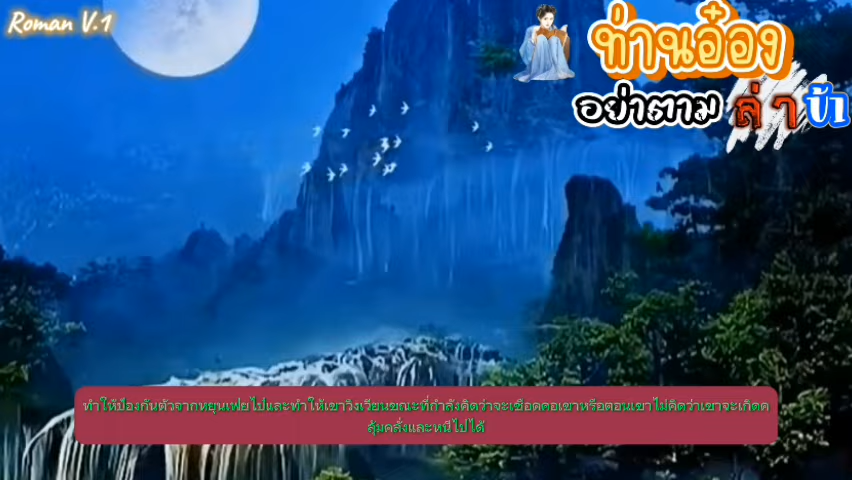 Roman V.1
ท่านอ๋อง
อย่าตาม ล่า ข้า
ทำให้ป้องกันตัวจากหยุนเฟยไปและทำให้เขาวิงเวียนขณะที่กำลังคิดว่าจะเชือดคอเขาหรือตอนเขาไม่คิดว่าเขาจะเกิดค
ลุ้มคลั่งและหนีไปได้